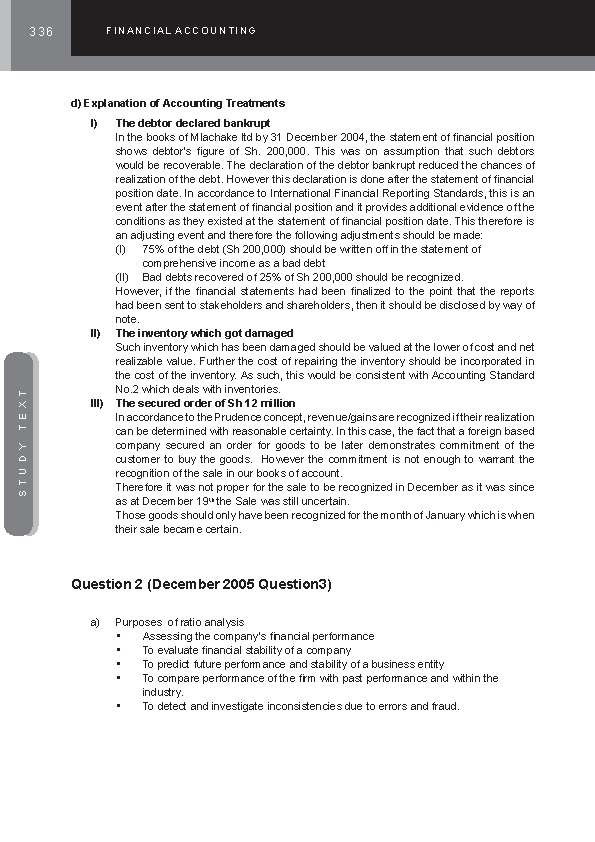 336
FINANCIAL ACCOUNTING
d) Explanation of Accounting Treatments
I) The debtor declared bankrupt
In the books of Mlachake ltd by 31 December 2004, the statement of financial position
shows debtor's figure of Sh. 200,000. This was on assumption that such debtors
would be recoverable. The declaration of the debtor bankrupt reduced the chances of
realization of the debt. However this declaration is done after the statement of financial
position date. In accordance to International Financial Reporting Standards, this is an
event after the statement of financial position and it provides additional evidence of the
conditions as they existed at the statement of financial position date. This therefore is
an adjusting event and therefore the following adjustments should be made:
(I) 75% of the debt (Sh 200,000) should be written off in the statement of
comprehensive income as a bad debt
(II) Bad debts recovered of 25% of Sh 200,000 should be recognized.
However, if the financial statements had been finalized to the point that the reports
had been sent to stakeholders and shareholders, then it should be disclosed by way of
note.
II) The inventory which got damaged
Such inventory which has been damaged should be valued at the lower of cost and net
realizable value. Further the cost of repairing the inventory should be incorporated in
the cost of the inventory. As such, this would be consistent with Accounting Standard
No.2 which deals with inventories.
III) The secured order of Sh 12 million
In accordance to the Prudence concept, revenue/gains are recognized if their realization
can be determined with reasonable certainty. In this case, the fact that a foreign based
company secured an order for goods to be later demonstrates commitment of the
customer to buy the goods. However the commitment is not enough to warrant the
recognition of the sale in our books of account.
Therefore it was not proper for the sale to be recognized in December as it was since
as at December 19th the Sale was still uncertain.
Those goods should only have been recognized for the month of January which is when
their sale became certain.
STUDY TEXT
Question 2 (December 2005 Question3)
a) Purposes of ratio analysis
• Assessing the company's financial performance
• To evaluate financial stability of a company
• To predict future performance and stability of a business entity
• To compare performance of the firm with past performance and within the
industry.
• To detect and investigate inconsistencies due to errors and fraud.